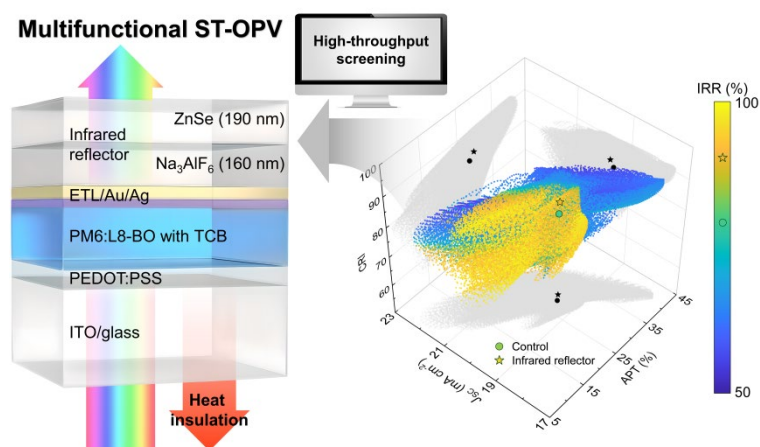 Multifunctional ST-OPV
High-throughput
screening
ZnSe (190 nm)
Infrared
reflector
Na₃AlF₆ (160 nm)
ETL/Au/Ag
PM6:L8-BO with TCB
PEDOT:PSS
ITO/glass
Heat
insulation
IRR (%)
100
50
CRI
100
90
80
70
60
23
21
19
17
J_SC (mA cm⁻²)
5
15
25
35
45
APT (%)
Control
Infrared reflector